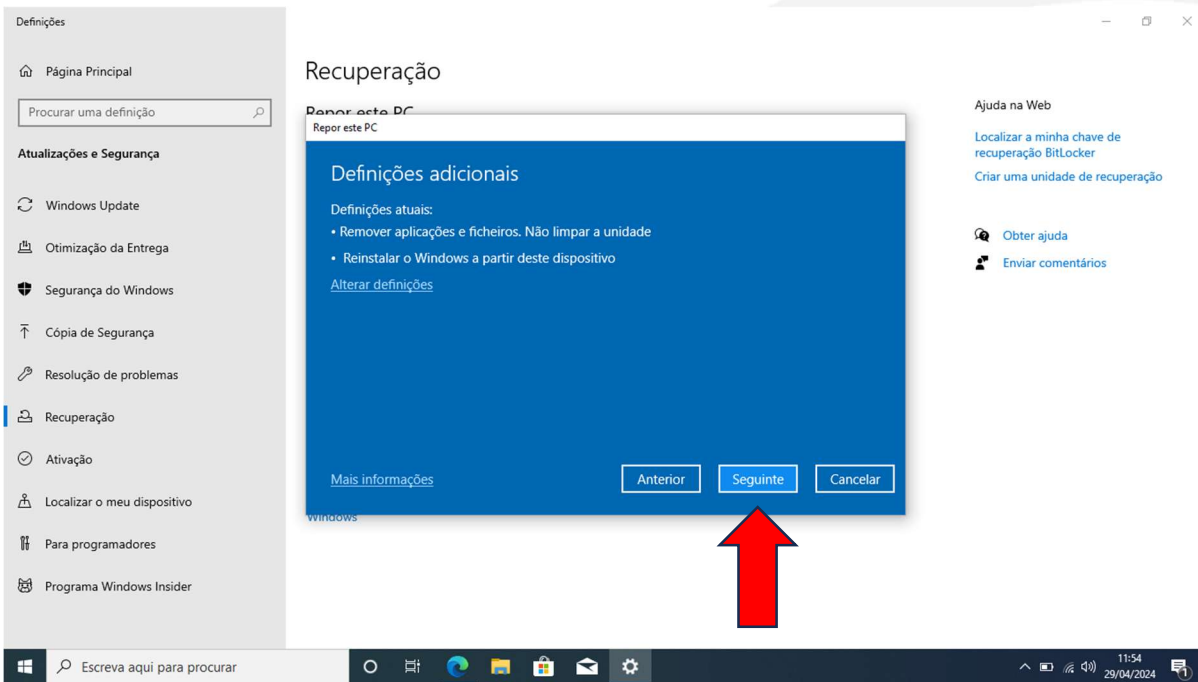 Definições
Página Principal
Procurar uma definição
Atualizações e Segurança
Windows Update
Otimização da Entrega
Segurança do Windows
Cópia de Segurança
Resolução de problemas
Recuperação
Ativação
Localizar o meu dispositivo
Para programadores
Programa Windows Insider
Recuperação
Repor este PC
Repor este PC
Definições adicionais
Definições atuais:
• Remover aplicações e ficheiros. Não limpar a unidade
• Reinstalar o Windows a partir deste dispositivo
Alterar definições
Mais informações
Anterior
Seguinte
Cancelar
Windows
Ajuda na Web
Localizar a minha chave de
recuperação BitLocker
Criar uma unidade de recuperação
Obter ajuda
Enviar comentários
Escreva aqui para procurar
11:54
29/04/2024
1